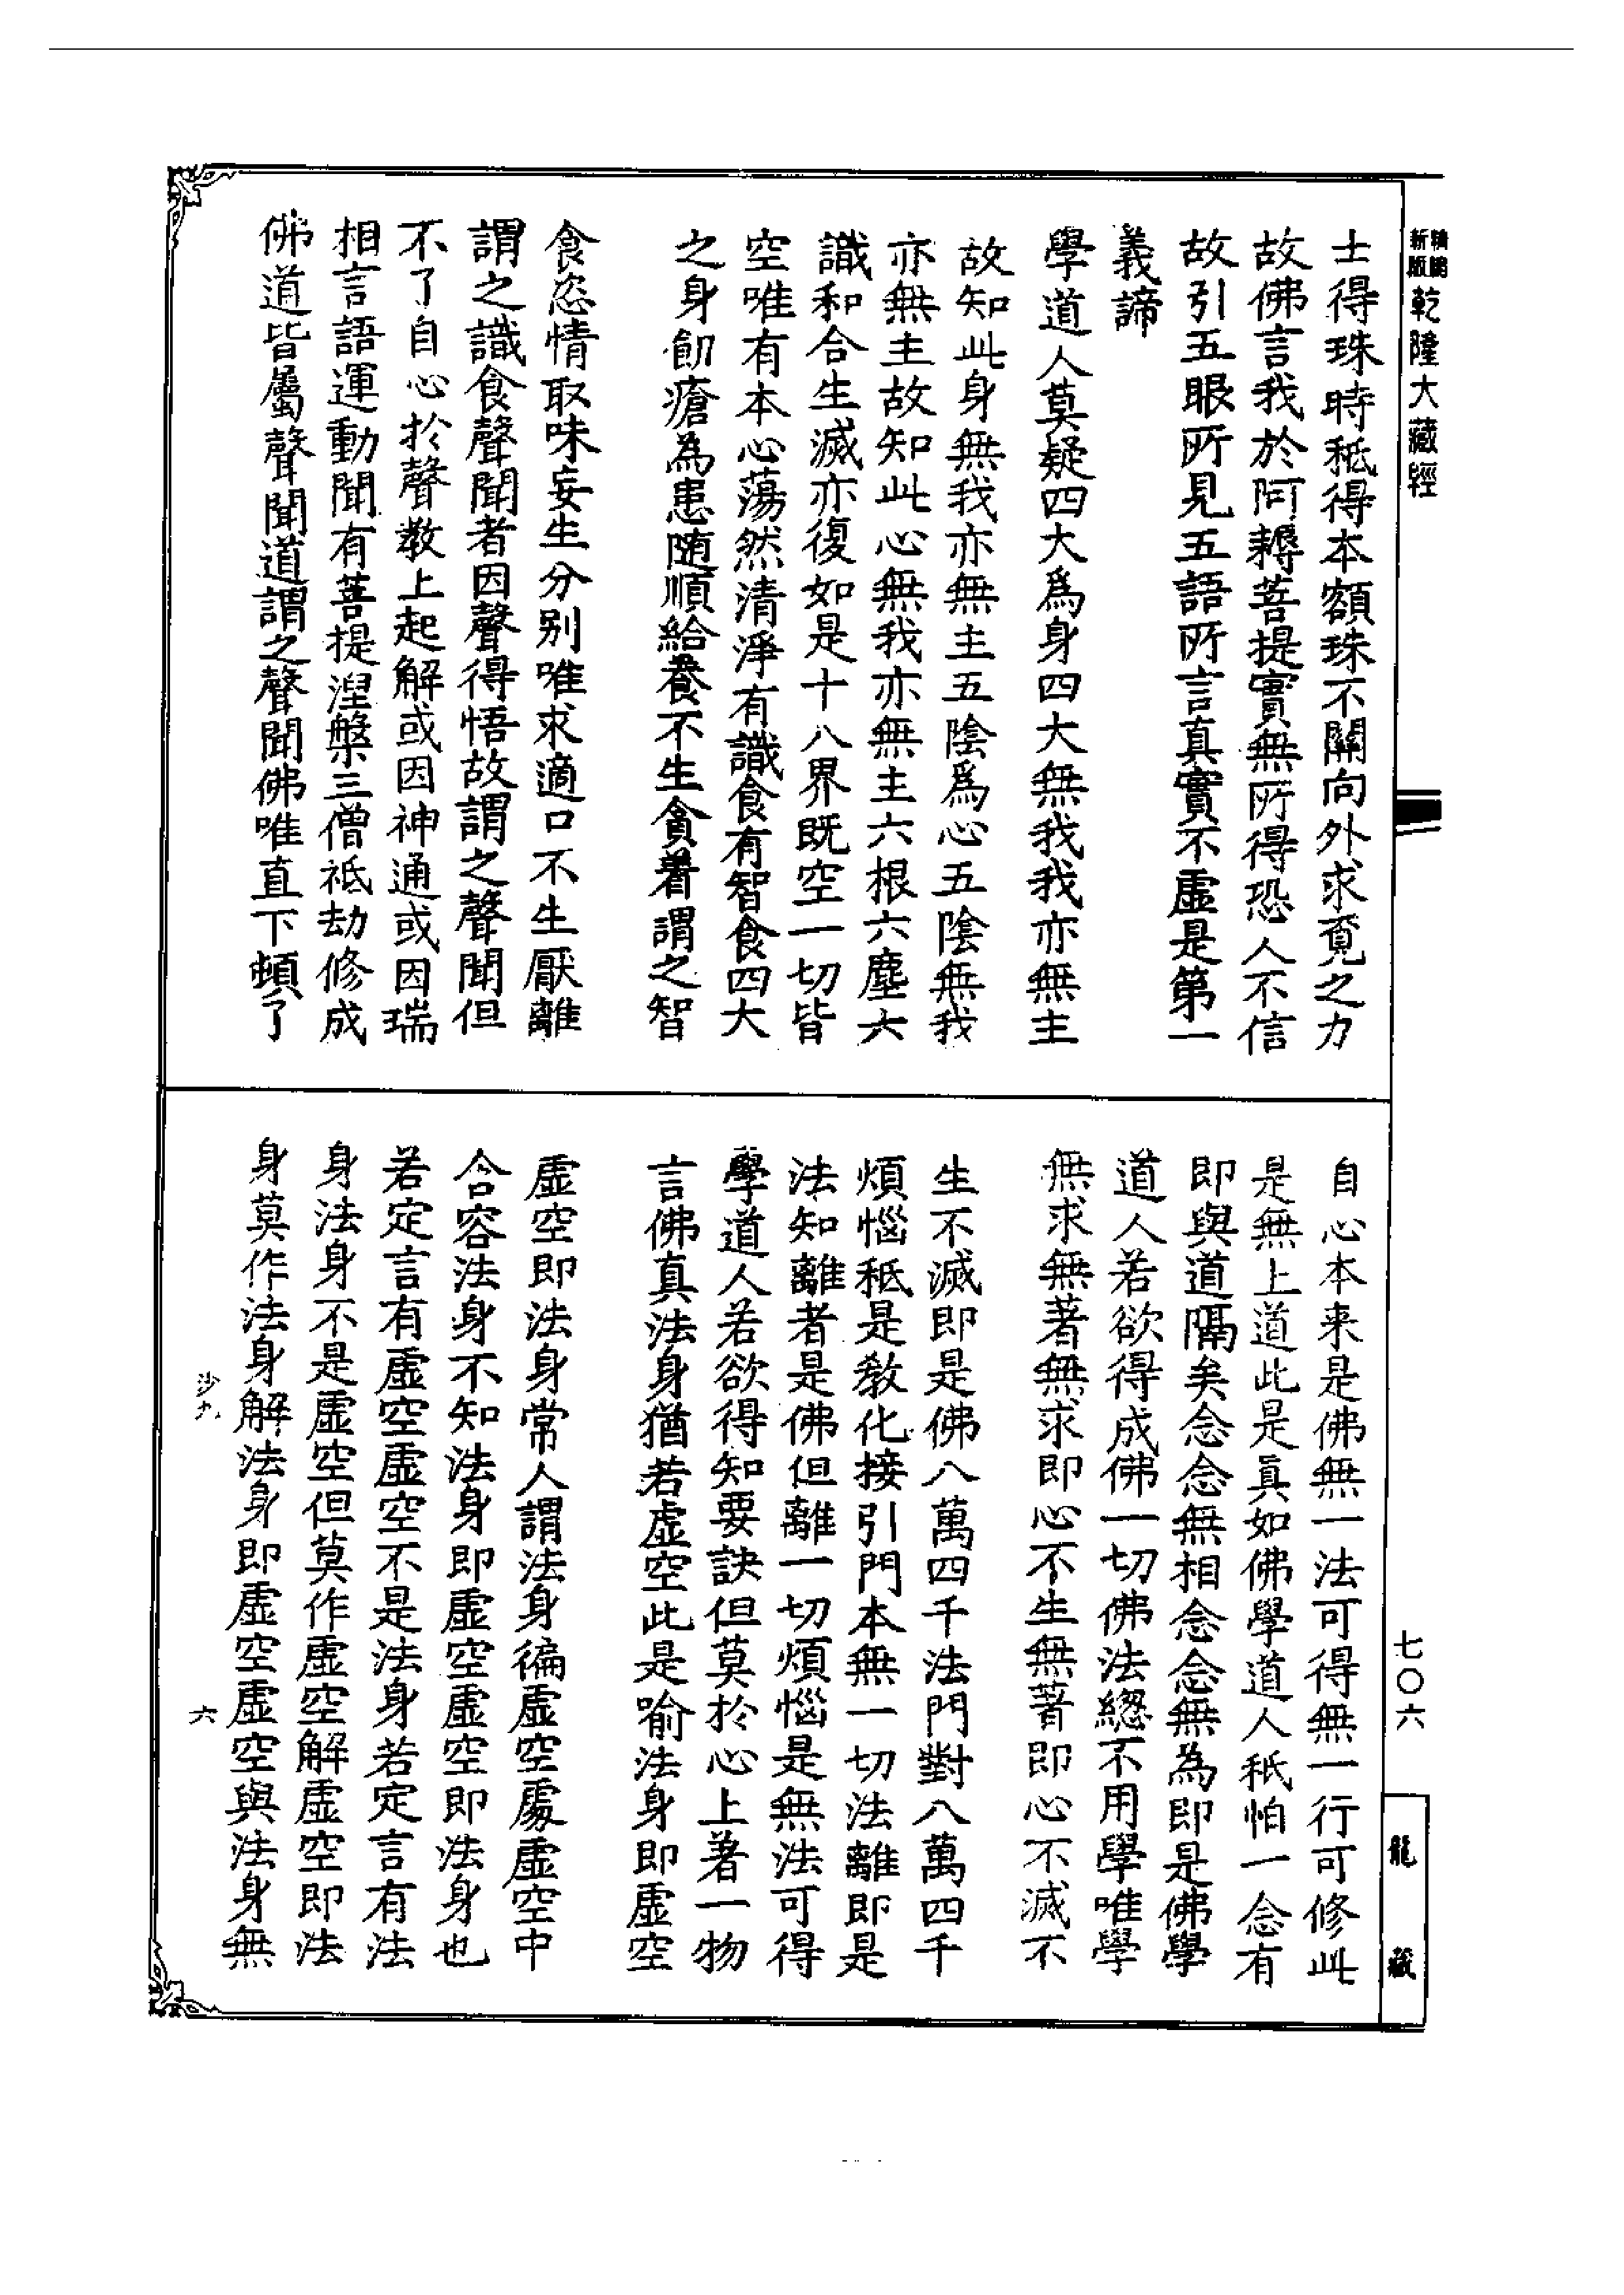 新版
精緻
乾隆大藏經
士得珠時秖得本額珠不關向外求覓之力
故佛言我於阿耨菩提實無所得恐人不信
故引五眼所見五語所言真實不虛是第一
義諦
學道人莫疑四大爲身四大無我我亦無主
故知此身無我亦無主五陰爲心五陰無我
亦無主故知此心無我亦無主六根六塵六
識和合生滅亦復如是十八界既空一切皆
空唯有本心蕩然清淨有識食有智食四大
之身飢瘡為患随順給養不生貪著謂之智
食恣情取味妄生分别唯求適口不生厭離
謂之識食聲聞者因聲得悟故謂之聲聞但
不了自心於聲教上起解或因神通或因瑞
相言語運動聞有菩提涅槃三僧祇劫修成
佛道皆屬聲聞道謂之聲聞佛唯直下頓了
自心本来是佛無一法可得無一行可修此
是無上道此是真如佛學道人秖怕一念有
即與道隔矣念念無相念念無為即是佛學
道人若欲得成佛一切佛法緫不用學唯學
無求無著無求即心不生無著即心不滅不
生不滅即是佛八萬四千法門對八萬四千
煩惱秖是教化接引門本無一切法離即是
法知離者是佛但離一切煩惱是無法可得
學道人若欲得知要訣但莫於心上著一物
言佛真法身猶若虛空此是喻法身即虛空
虛空即法身常人謂法身徧虛空處虛空中
含容法身不知法身即虛空虛空即法身也
若定言有虛空虛空不是法身若定言有法
身法身不是虛空但莫作虛空解虛空即法
身莫作法身解法身即虛空虛空與法身無
沙九
六
七〇六
龍藏